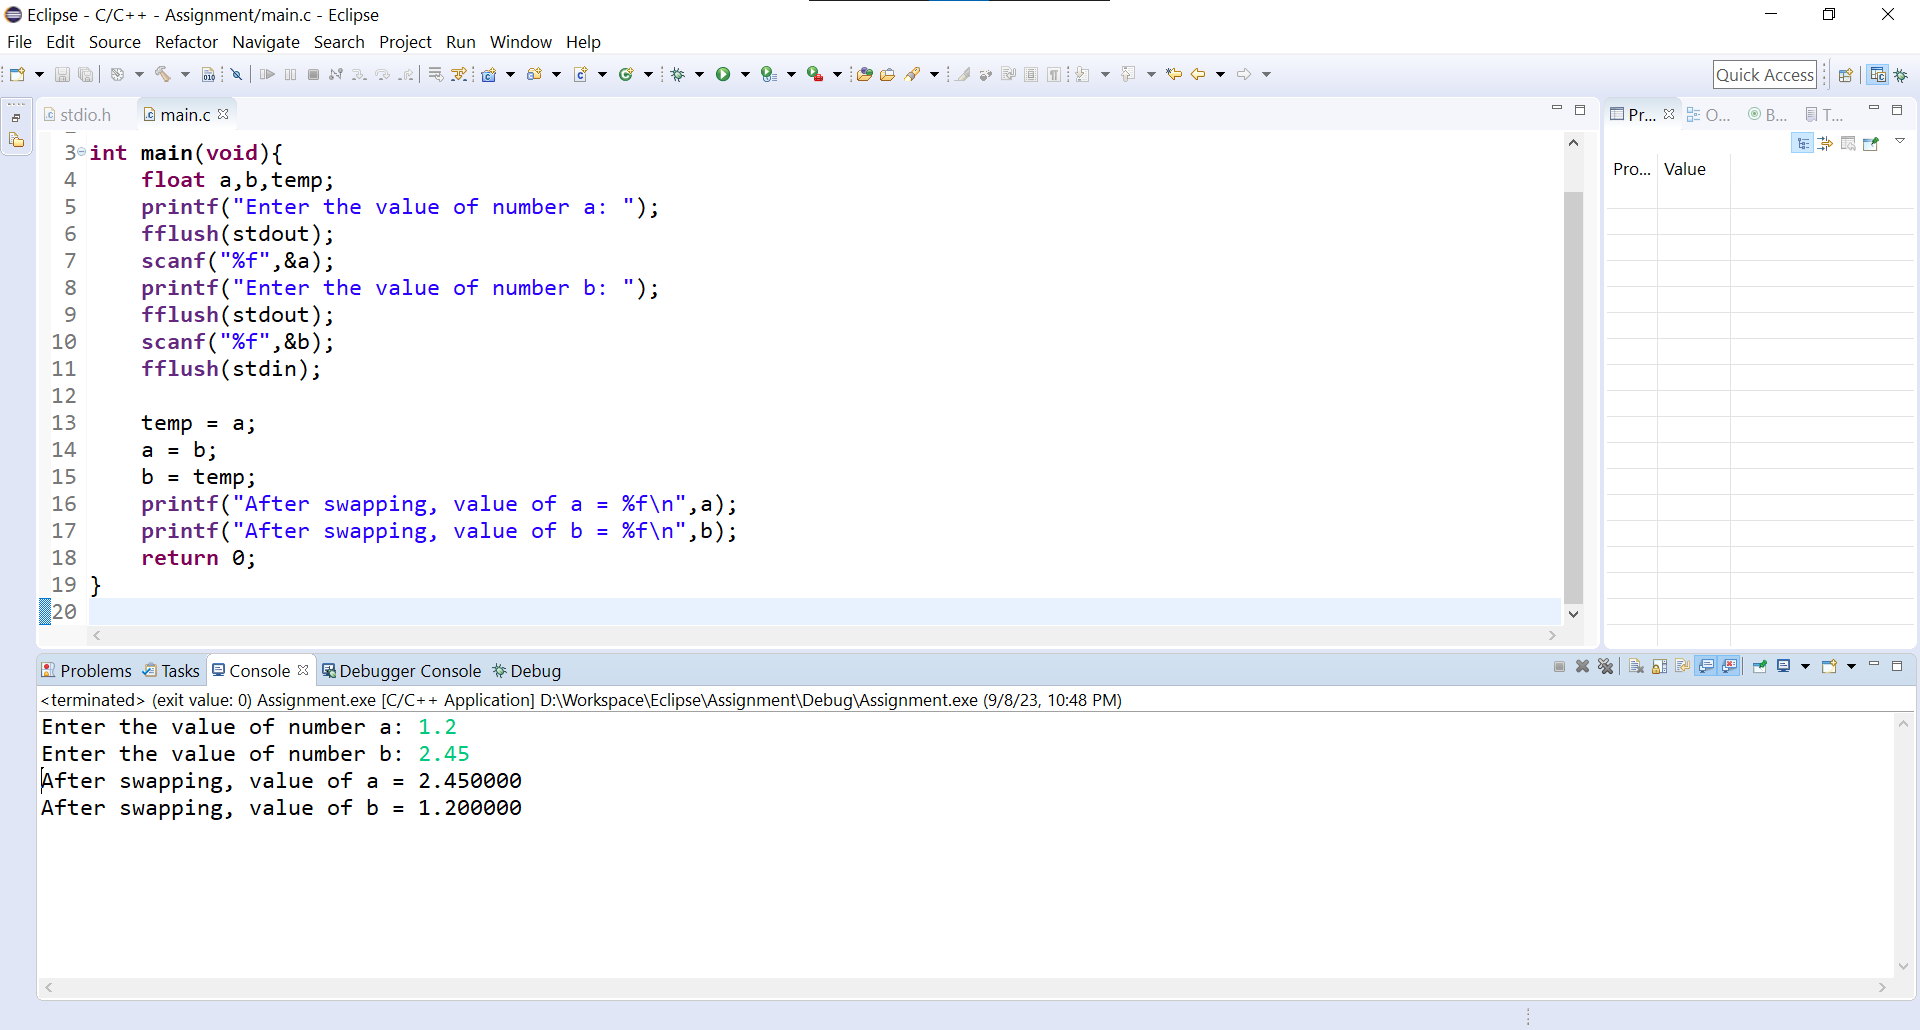 Eclipse - C/C++ - Assignment/main.c - Eclipse
File Edit Source Refactor Navigate Search Project Run Window Help
Quick Access
stdio.h main.c
Pr... O... B... T...
Pro... Value
3 int main(void){
4     float a,b,temp;
5     printf("Enter the value of number a: ");
6     fflush(stdout);
7     scanf("%f",&a);
8     printf("Enter the value of number b: ");
9     fflush(stdout);
10     scanf("%f",&b);
11     fflush(stdin);
12
13     temp = a;
14     a = b;
15     b = temp;
16     printf("After swapping, value of a = %f\n",a);
17     printf("After swapping, value of b = %f\n",b);
18     return 0;
19 }
20
Problems Tasks Console Debugger Console Debug
<terminated> (exit value: 0) Assignment.exe [C/C++ Application] D:\Workspace\Eclipse\Assignment\Debug\Assignment.exe (9/8/23, 10:48 PM)
Enter the value of number a: 1.2
Enter the value of number b: 2.45
After swapping, value of a = 2.450000
After swapping, value of b = 1.200000